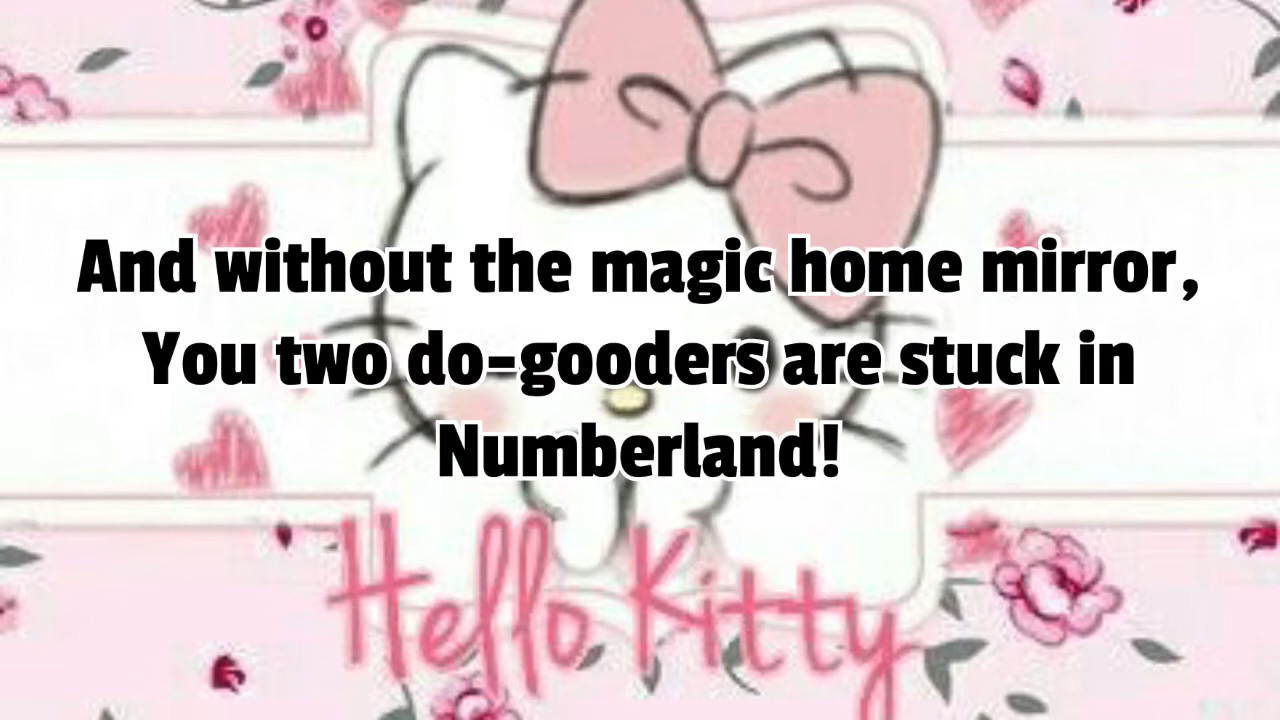 And without the magic home mirror,
You two do-gooders are stuck in
Numberland!
Hello Kitty